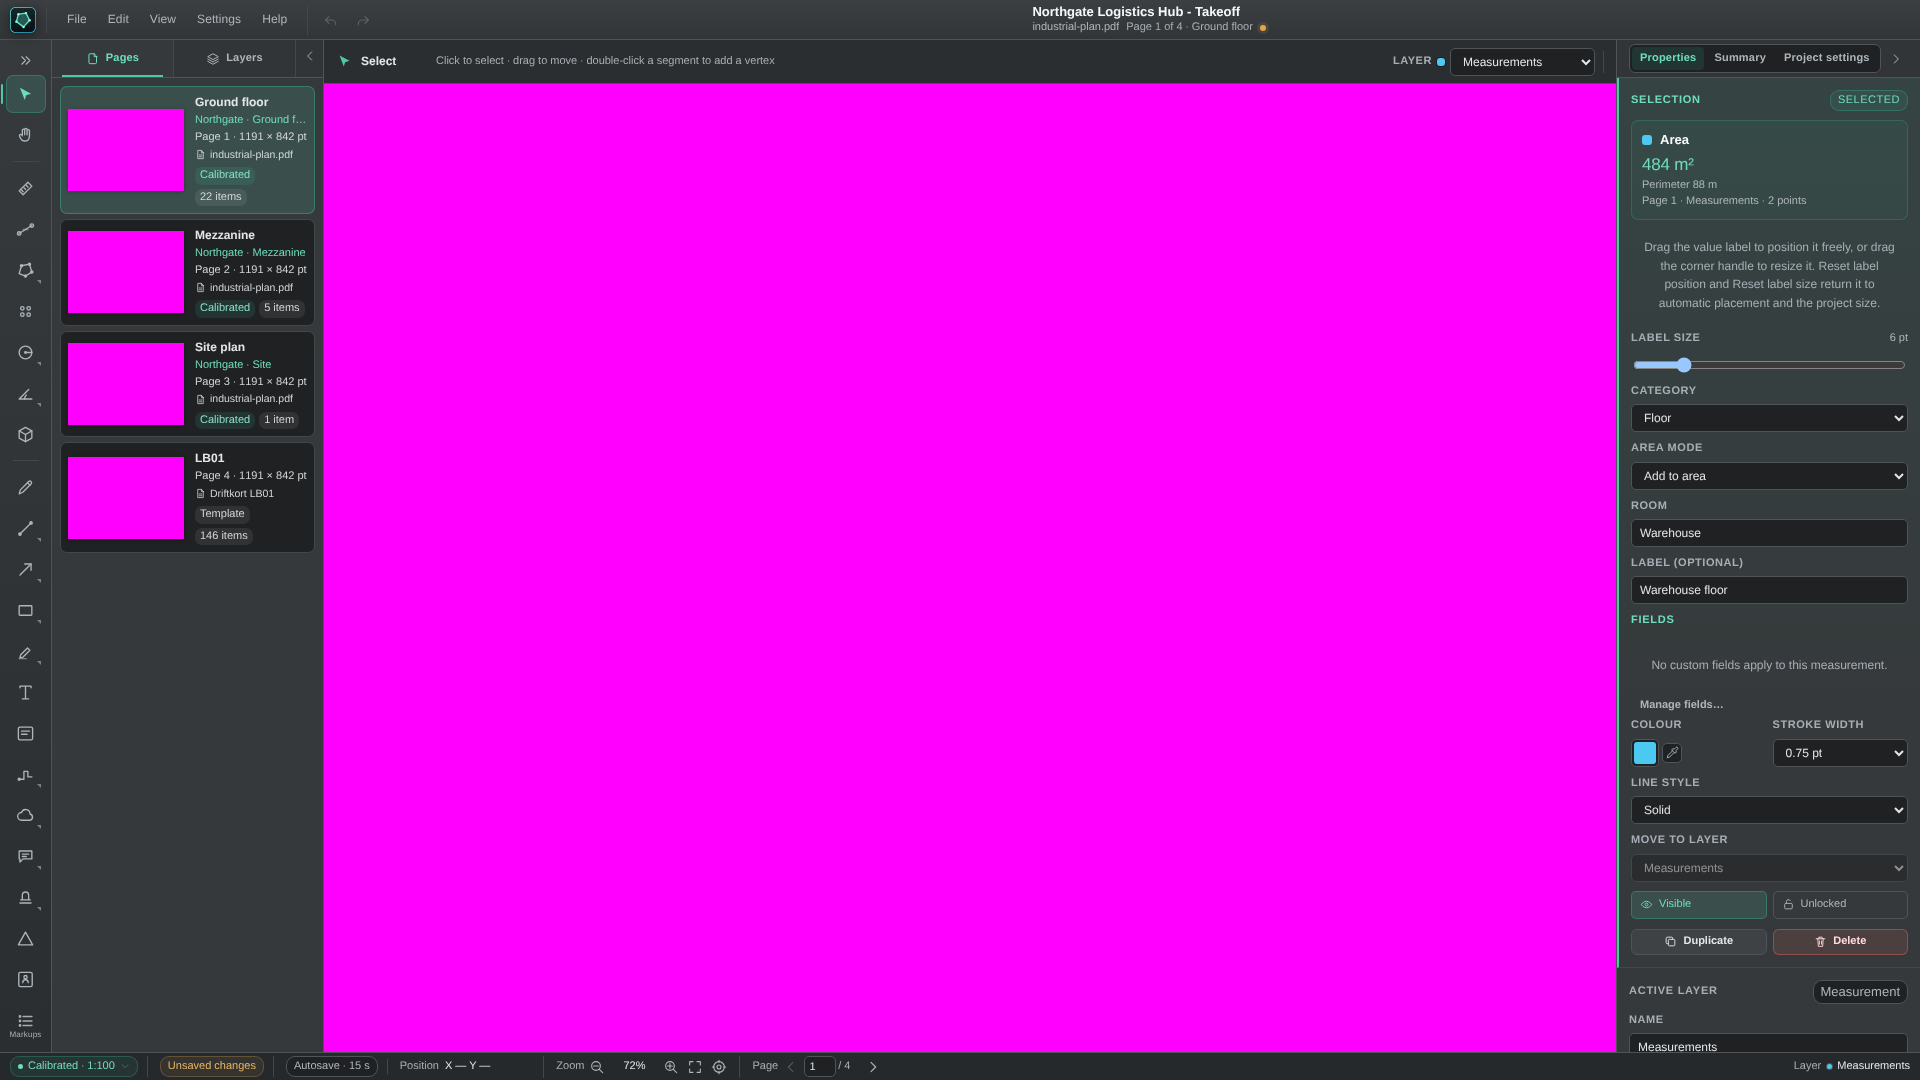 File Edit View Settings Help
Northgate Logistics Hub - Takeoff
industrial-plan.pdf Page 1 of 4 · Ground floor
Pages
Layers
Select
Click to select · drag to move · double-click a segment to add a vertex
LAYER
Measurements
Properties
Summary
Project settings
Ground floor
Northgate · Ground f...
Page 1 · 1191 × 842 pt
industrial-plan.pdf
Calibrated
22 items
Mezzanine
Northgate · Mezzanine
Page 2 · 1191 × 842 pt
industrial-plan.pdf
Calibrated
5 items
Site plan
Northgate · Site
Page 3 · 1191 × 842 pt
industrial-plan.pdf
Calibrated
1 item
LB01
Page 4 · 1191 × 842 pt
Driftkort LB01
Template
146 items
Markups
SELECTION
SELECTED
Area
484 m²
Perimeter 88 m
Page 1 · Measurements · 2 points
Drag the value label to position it freely, or drag
the corner handle to resize it. Reset label
position and Reset label size return it to
automatic placement and the project size.
LABEL SIZE
6 pt
CATEGORY
Floor
AREA MODE
Add to area
ROOM
Warehouse
LABEL (OPTIONAL)
Warehouse floor
FIELDS
No custom fields apply to this measurement.
Manage fields…
COLOUR
STROKE WIDTH
0.75 pt
LINE STYLE
Solid
MOVE TO LAYER
Measurements
Visible
Unlocked
Duplicate
Delete
ACTIVE LAYER
Measurement
NAME
Measurements
Calibrated · 1:100
Unsaved changes
Autosave · 15 s
Position X — Y —
Zoom
72%
Page
1
/ 4
Layer
Measurements